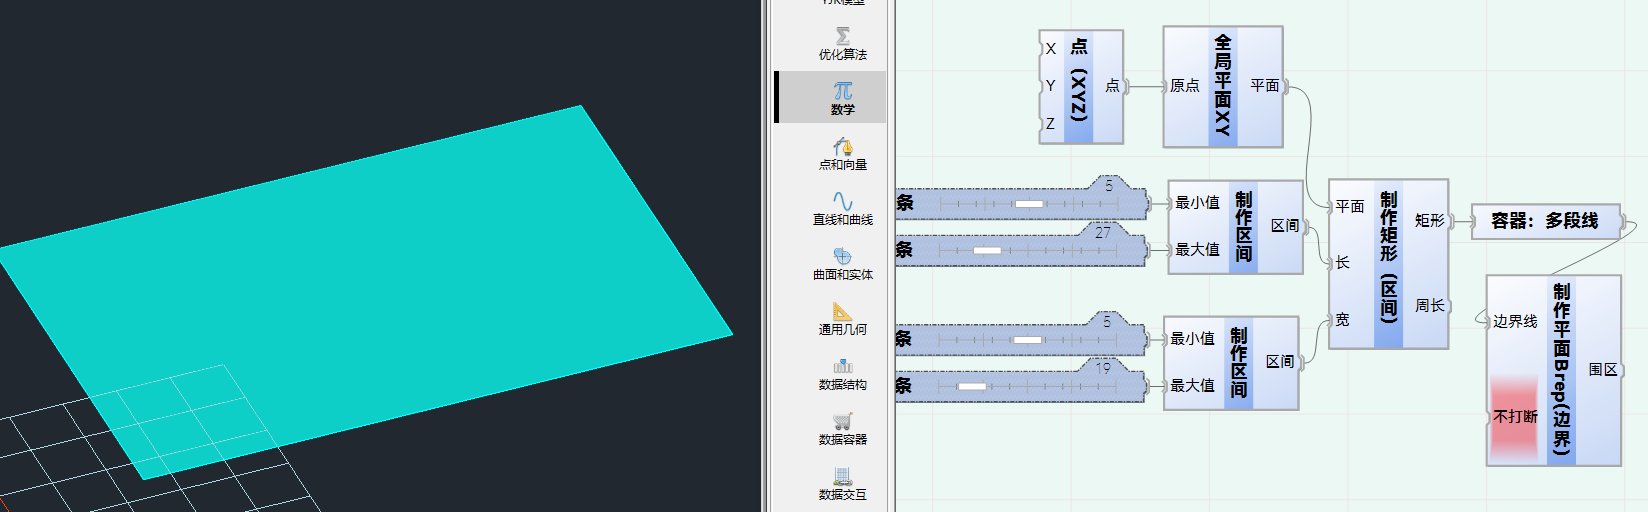 YJK模型
优化算法
数学
点和向量
直线和曲线
曲面和实体
通用几何
数据结构
数据容器
数据交互
X
Y
Z
点（XYZ）
点
原点
全局平面XY
平面
条
5
条
27
最小值
最大值
制作区间
区间
条
5
条
19
最小值
最大值
制作区间
区间
平面
长
宽
制作矩形（区间）
矩形
周长
容器：多段线
边界线
不打断
制作平面Brep(边界)
围区